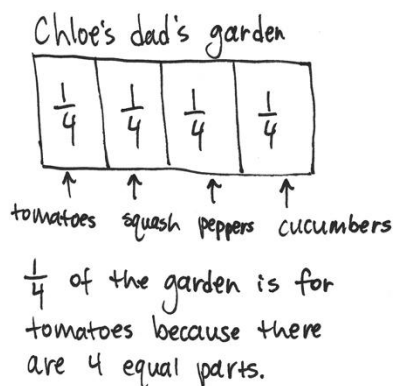 Chloe's dad's garden
1/4 1/4 1/4 1/4
tomatoes squash peppers cucumbers
1/4 of the garden is for
tomatoes because there
are 4 equal parts.